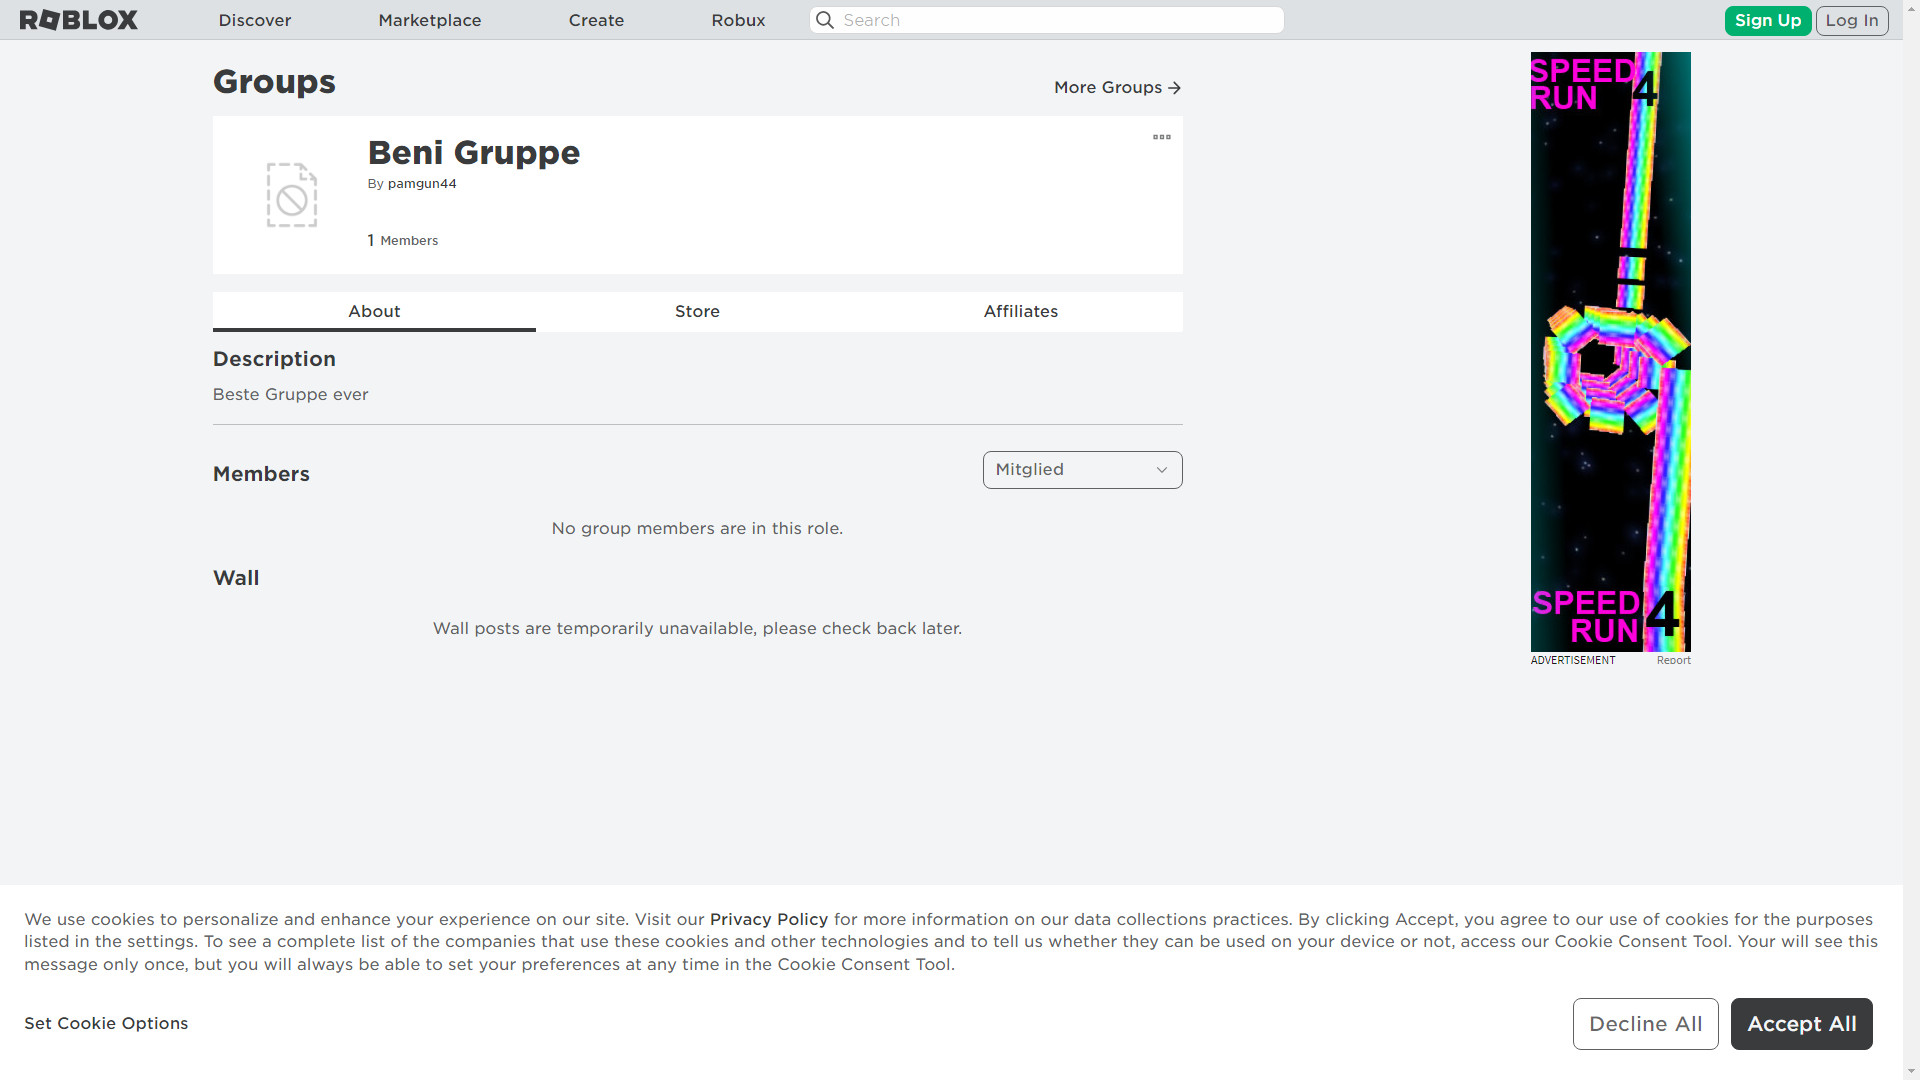 ROBLOX
Discover
Marketplace
Create
Robux
Search
Sign Up
Log In
Groups
More Groups
Beni Gruppe
By pamgun44
1 Members
About
Store
Affiliates
Description
Beste Gruppe ever
Members
Mitglied
No group members are in this role.
Wall
Wall posts are temporarily unavailable, please check back later.
SPEED
RUN 4
SPEED
RUN 4
ADVERTISEMENT
Report
We use cookies to personalize and enhance your experience on our site. Visit our Privacy Policy for more information on our data collections practices. By clicking Accept, you agree to our use of cookies for the purposes
listed in the settings. To see a complete list of the companies that use these cookies and other technologies and to tell us whether they can be used on your device or not, access our Cookie Consent Tool. Your will see this
message only once, but you will always be able to set your preferences at any time in the Cookie Consent Tool.
Set Cookie Options
Decline All
Accept All